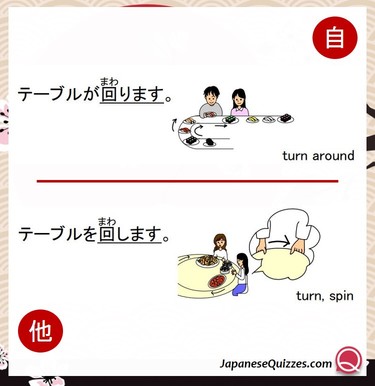 自
テーブルが回ります。
まわ
turn around
テーブルを回します。
まわ
turn, spin
他
JapaneseQuizzes.com